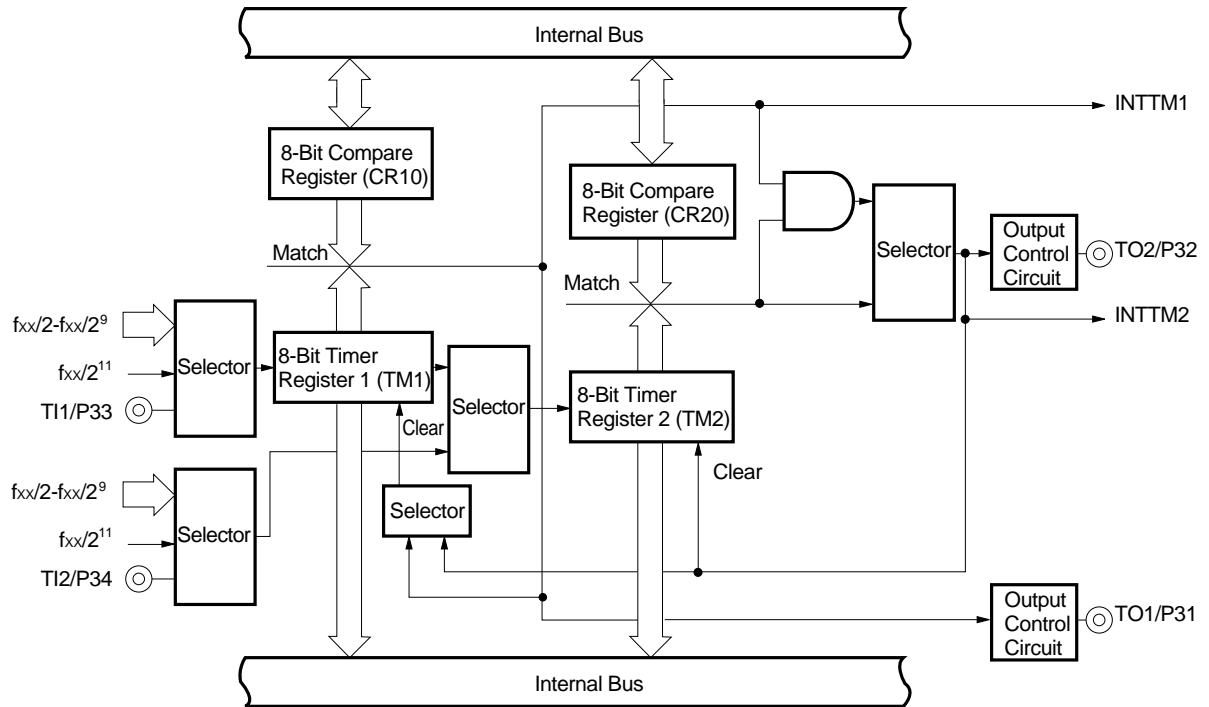 Internal Bus
INTTM1
8-Bit Compare
Register (CR10)
8-Bit Compare
Register (CR20)
Selector
Output
Control
Circuit
TO2/P32
Match
Match
INTTM2
fxx/2-fxx/2⁹
fxx/2¹¹
TI1/P33
Selector
8-Bit Timer
Register 1 (TM1)
Selector
8-Bit Timer
Register 2 (TM2)
Clear
Clear
fxx/2-fxx/2⁹
fxx/2¹¹
TI2/P34
Selector
Selector
Output
Control
Circuit
TO1/P31
Internal Bus